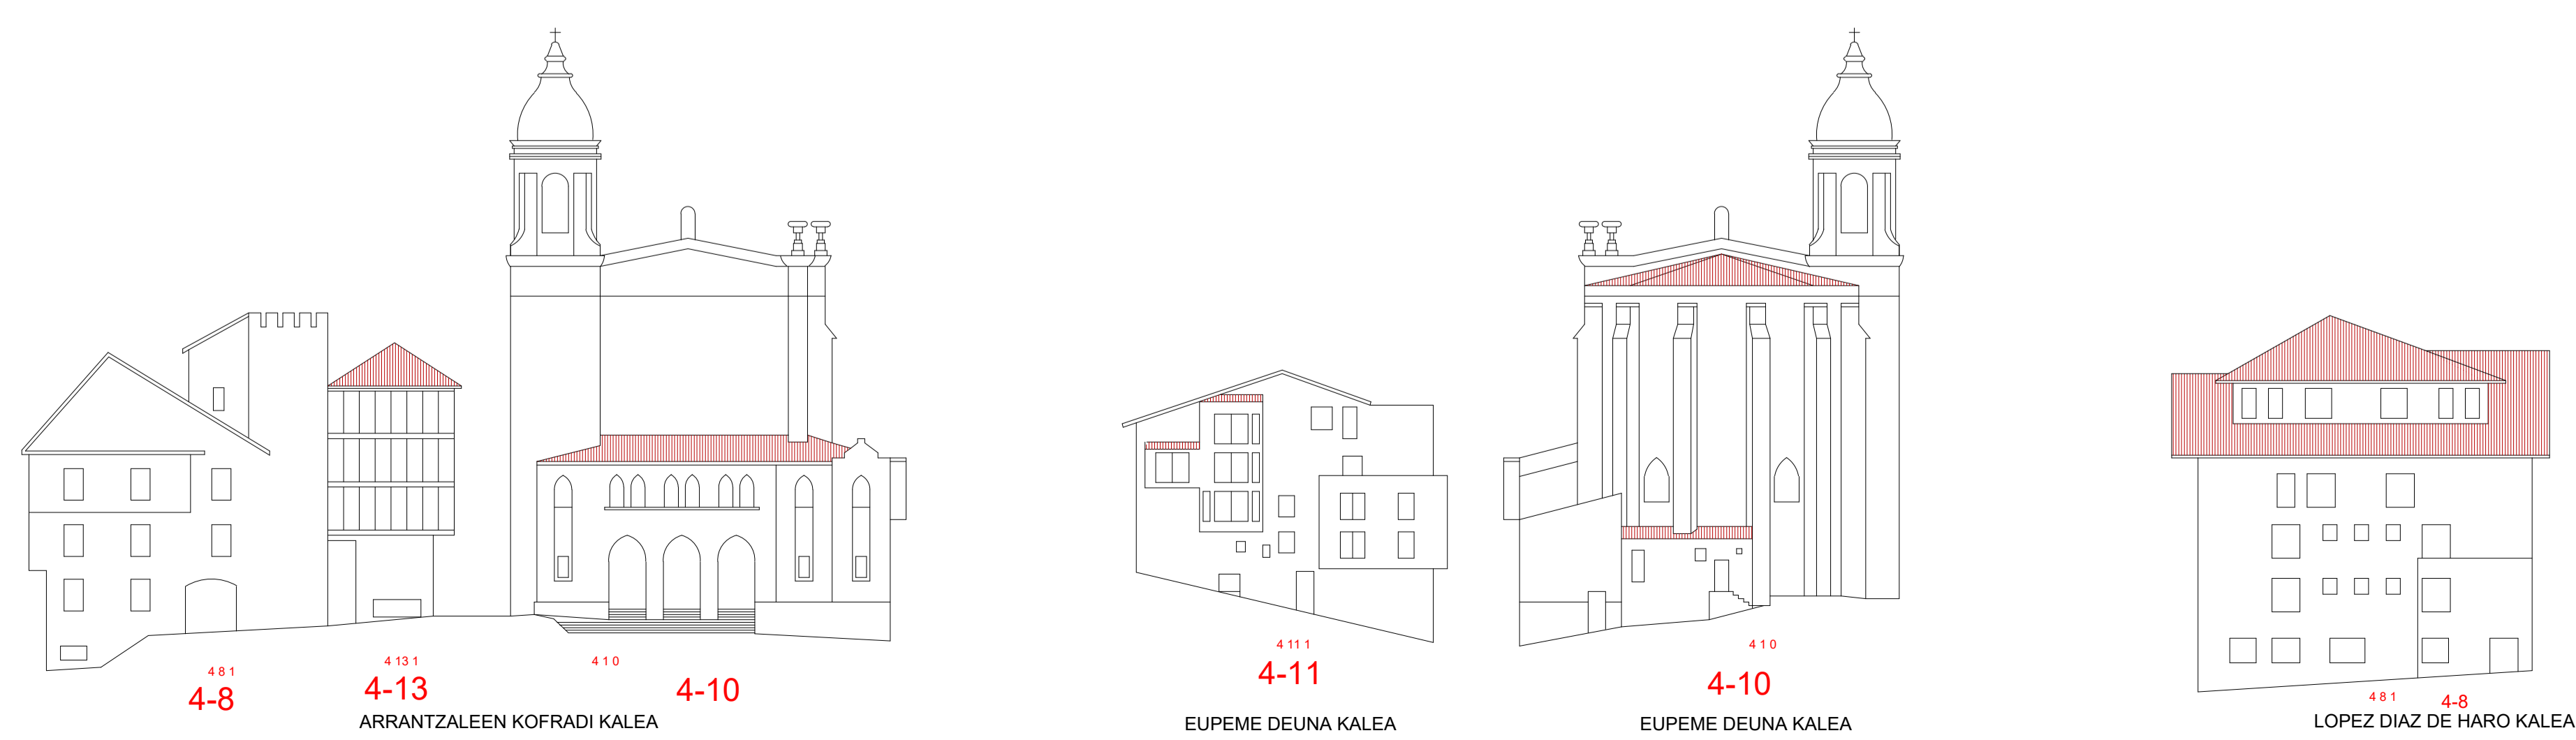 4 8 1
4-8
4 13 1
4-13
4 1 0
4-10
ARRANTZALEEN KOFRADI KALEA
4 11 1
4-11
EUPEME DEUNA KALEA
4 1 0
4-10
EUPEME DEUNA KALEA
4 8 1
4-8
LOPEZ DIAZ DE HARO KALEA